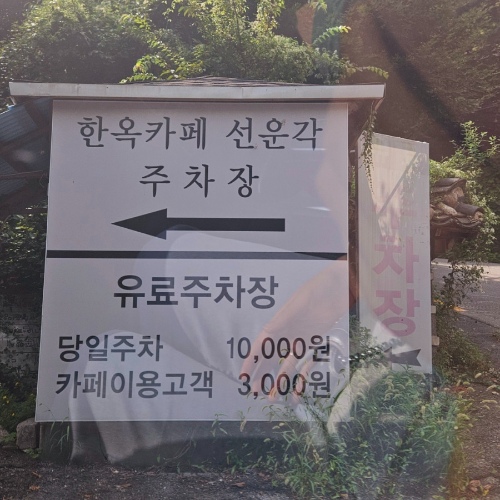 한옥카페 선운각
주차장
유료주차장
당일주차 10,000원
카페이용고객 3,000원
차장